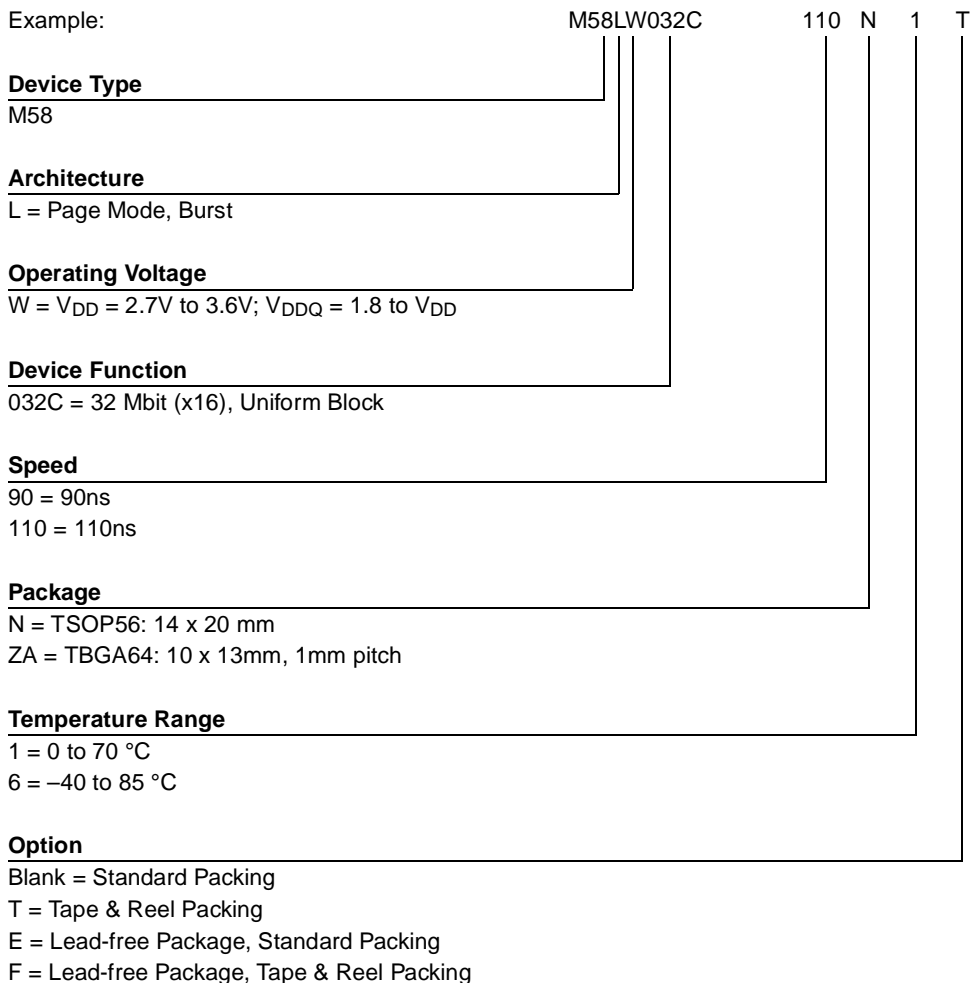 Example: M58LW032C 110 N 1 T
Device Type
M58
Architecture
L = Page Mode, Burst
Operating Voltage
W = VDD = 2.7V to 3.6V; VDDQ = 1.8 to VDD
Device Function
032C = 32 Mbit (x16), Uniform Block
Speed
90 = 90ns
110 = 110ns
Package
N = TSOP56: 14 x 20 mm
ZA = TBGA64: 10 x 13mm, 1mm pitch
Temperature Range
1 = 0 to 70 °C
6 = –40 to 85 °C
Option
Blank = Standard Packing
T = Tape & Reel Packing
E = Lead-free Package, Standard Packing
F = Lead-free Package, Tape & Reel Packing